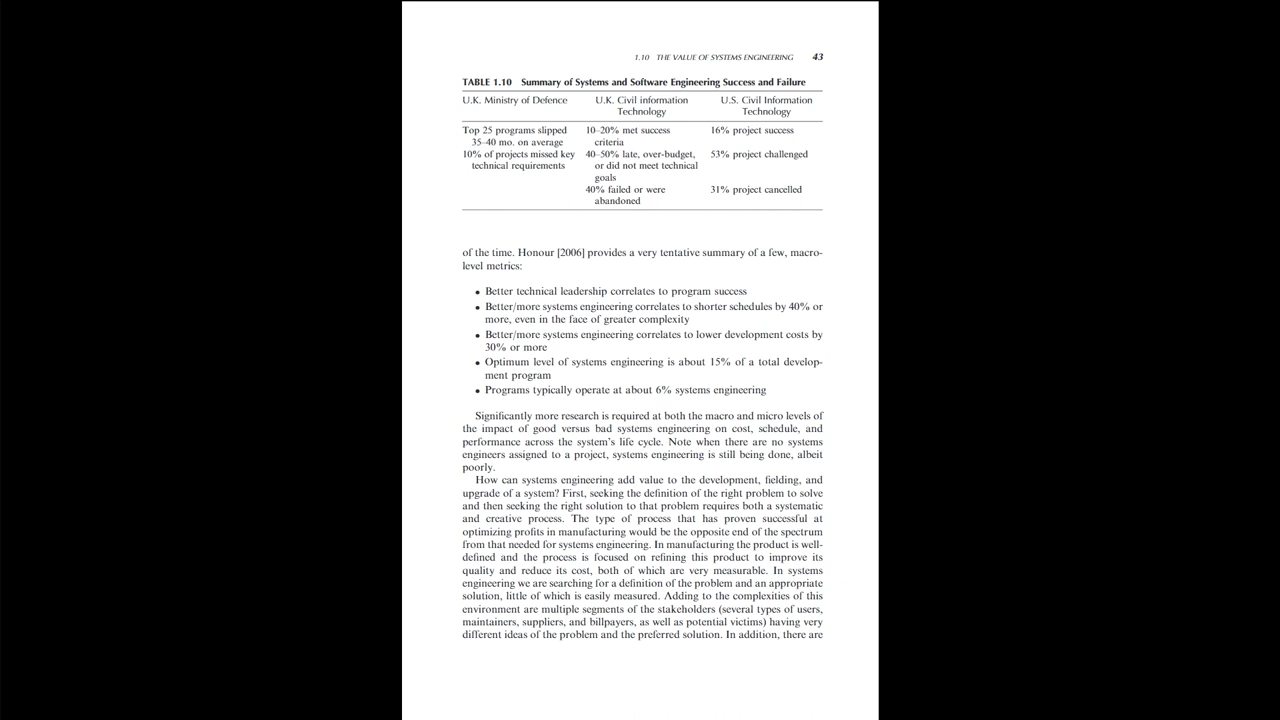 1.10 THE VALUE OF SYSTEMS ENGINEERING 43
TABLE 1.10 Summary of Systems and Software Engineering Success and Failure
U.K. Ministry of Defence
U.K. Civil information
Technology
U.S. Civil Information
Technology
Top 25 programs slipped
35–40 mo. on average
10–20% met success
criteria
16% project success
10% of projects missed key
technical requirements
40–50% late, over-budget,
or did not meet technical
goals
53% project challenged
40% failed or were
abandoned
31% project cancelled
of the time. Honour [2006] provides a very tentative summary of a few, macro-
level metrics:
• Better technical leadership correlates to program success
• Better/more systems engineering correlates to shorter schedules by 40% or
more, even in the face of greater complexity
• Better/more systems engineering correlates to lower development costs by
30% or more
• Optimum level of systems engineering is about 15% of a total develop-
ment program
• Programs typically operate at about 6% systems engineering
Significantly more research is required at both the macro and micro levels of
the impact of good versus bad systems engineering on cost, schedule, and
performance across the system's life cycle. Note when there are no systems
engineers assigned to a project, systems engineering is still being done, albeit
poorly.
How can systems engineering add value to the development, fielding, and
upgrade of a system? First, seeking the definition of the right problem to solve
and then seeking the right solution to that problem requires both a systematic
and creative process. The type of process that has proven successful at
optimizing profits in manufacturing would be the opposite end of the spectrum
from that needed for systems engineering. In manufacturing the product is well-
defined and the process is focused on refining this product to improve its
quality and reduce its cost, both of which are very measurable. In systems
engineering we are searching for a definition of the problem and an appropriate
solution, little of which is easily measured. Adding to the complexities of this
environment are multiple segments of the stakeholders (several types of users,
maintainers, suppliers, and billpayers, as well as potential victims) having very
different ideas of the problem and the preferred solution. In addition, there are